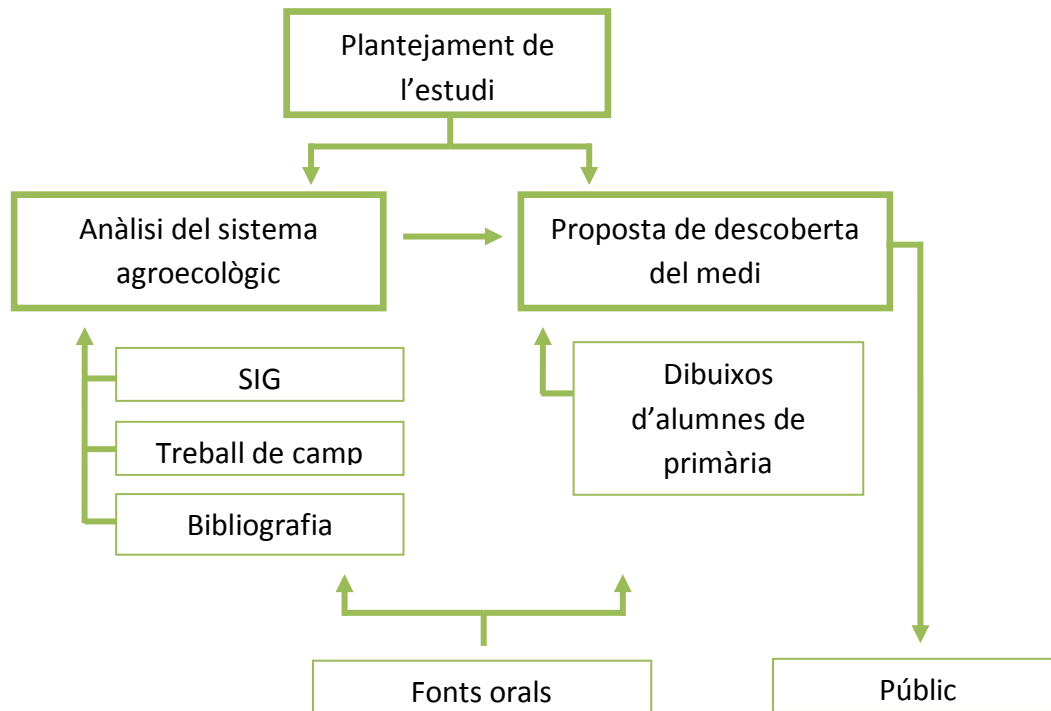 Plantejament de
l’estudi
Anàlisi del sistema
agroecològic
Proposta de descoberta
del medi
SIG
Treball de camp
Bibliografia
Dibuixos
d’alumnes de
primària
Fonts orals
Públic